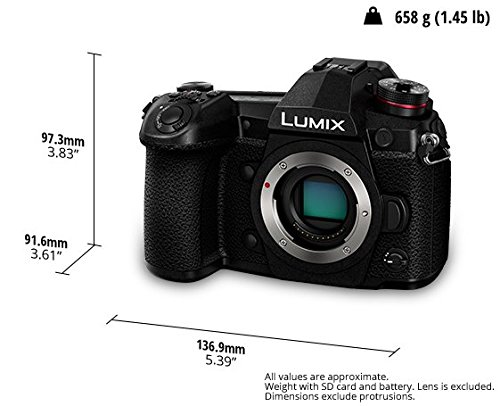 658 g (1.45 lb)
LUMIX
97.3mm
3.83”
91.6mm
3.61”
136.9mm
5.39”
All values are approximate.
Weight with SD card and battery. Lens is excluded.
Dimensions exclude protrusions.